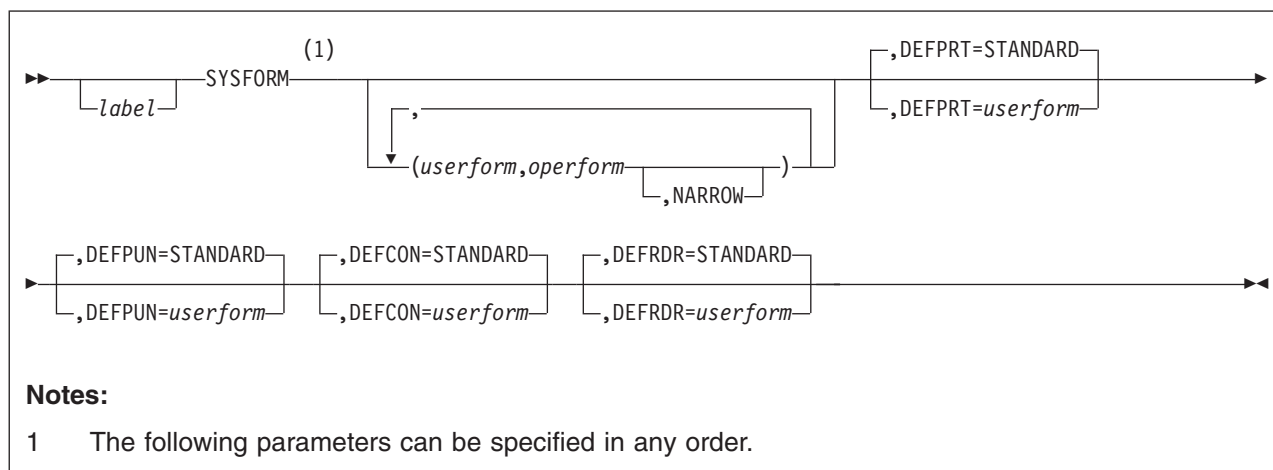 (1)
,DEFPRT=STANDARD
label
SYSFORM
,DEFPRT=userform
,
(userform,operform
)
,NARROW
,DEFPUN=STANDARD ,DEFCON=STANDARD ,DEFRDR=STANDARD
,DEFPUN=userform ,DEFCON=userform ,DEFRDR=userform
Notes:
1 The following parameters can be specified in any order.